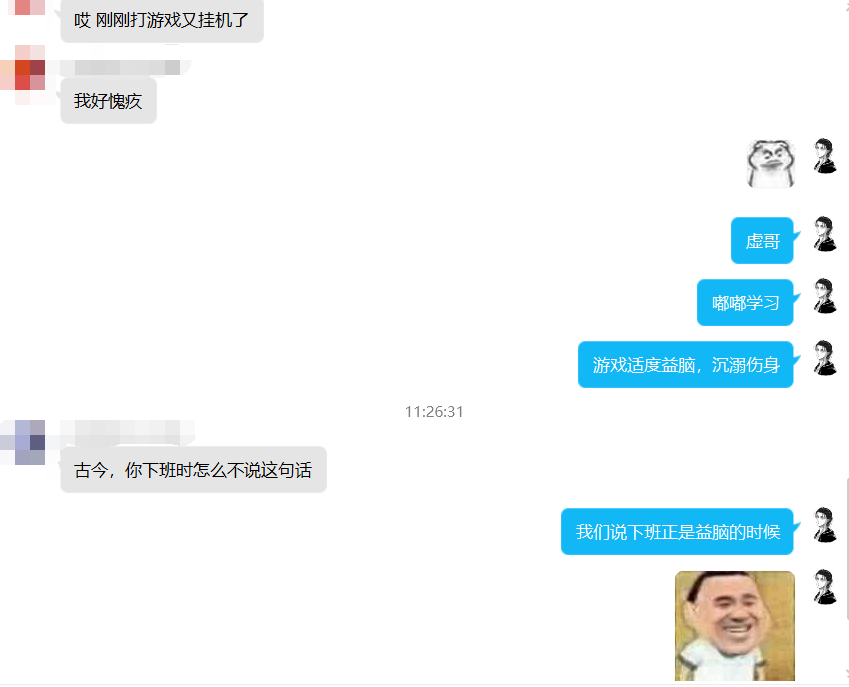 哎 刚刚打游戏又挂机了
我好愧疚
虚哥
嘟嘟学习
游戏适度益脑，沉溺伤身
11:26:31
古今，你下班时怎么不说这句话
我们说下班正是益脑的时候